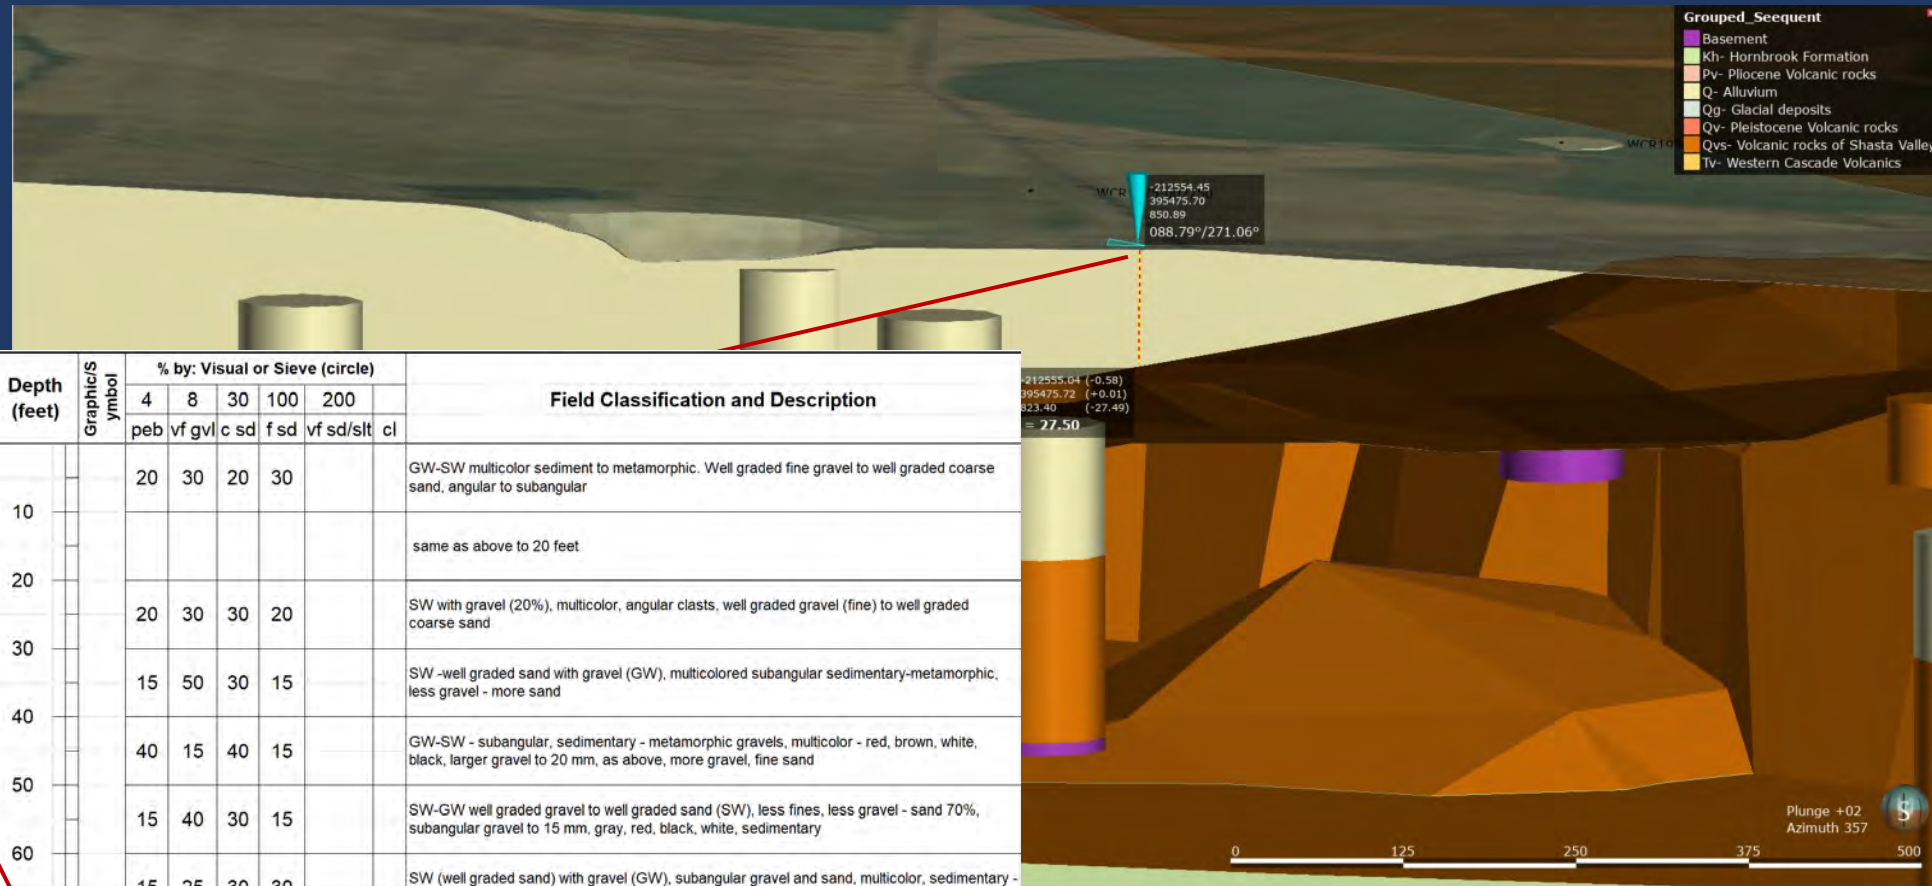 Grouped_Seequent
Basement
Kh- Hornbrook Formation
Pv- Pliocene Volcanic rocks
Q- Alluvium
Qg- Glacial deposits
Qv- Pleistocene Volcanic rocks
Qvs- Volcanic rocks of Shasta Valley
Tv- Western Cascade Volcanics
WCR
-212554.45
395475.70
850.89
088.79°/271.06°
-212555.04 (-0.58)
395475.72 (+0.01)
823.40 (-27.49)
= 27.50
Depth
(feet)
Graphic/S
ymbol
% by: Visual or Sieve (circle)
4 8 30 100 200
peb vf gvl c sd f sd vf sd/slt cl
Field Classification and Description
20 30 20 30
GW-SW multicolor sediment to metamorphic. Well graded fine gravel to well graded coarse
sand, angular to subangular
10
same as above to 20 feet
20
20 30 30 20
SW with gravel (20%), multicolor, angular clasts, well graded gravel (fine) to well graded
coarse sand
30
15 50 30 15
SW -well graded sand with gravel (GW), multicolored subangular sedimentary-metamorphic,
less gravel - more sand
40
40 15 40 15
GW-SW - subangular, sedimentary - metamorphic gravels, multicolor - red, brown, white,
black, larger gravel to 20 mm, as above, more gravel, fine sand
50
15 40 30 15
SW-GW well graded gravel to well graded sand (SW), less fines, less gravel - sand 70%,
subangular gravel to 15 mm, gray, red, black, white, sedimentary
60
15 25 30 30
SW (well graded sand) with gravel (GW), subangular gravel and sand, multicolor, sedimentary -
Plunge +02
Azimuth 357
S
0 125 250 375 500